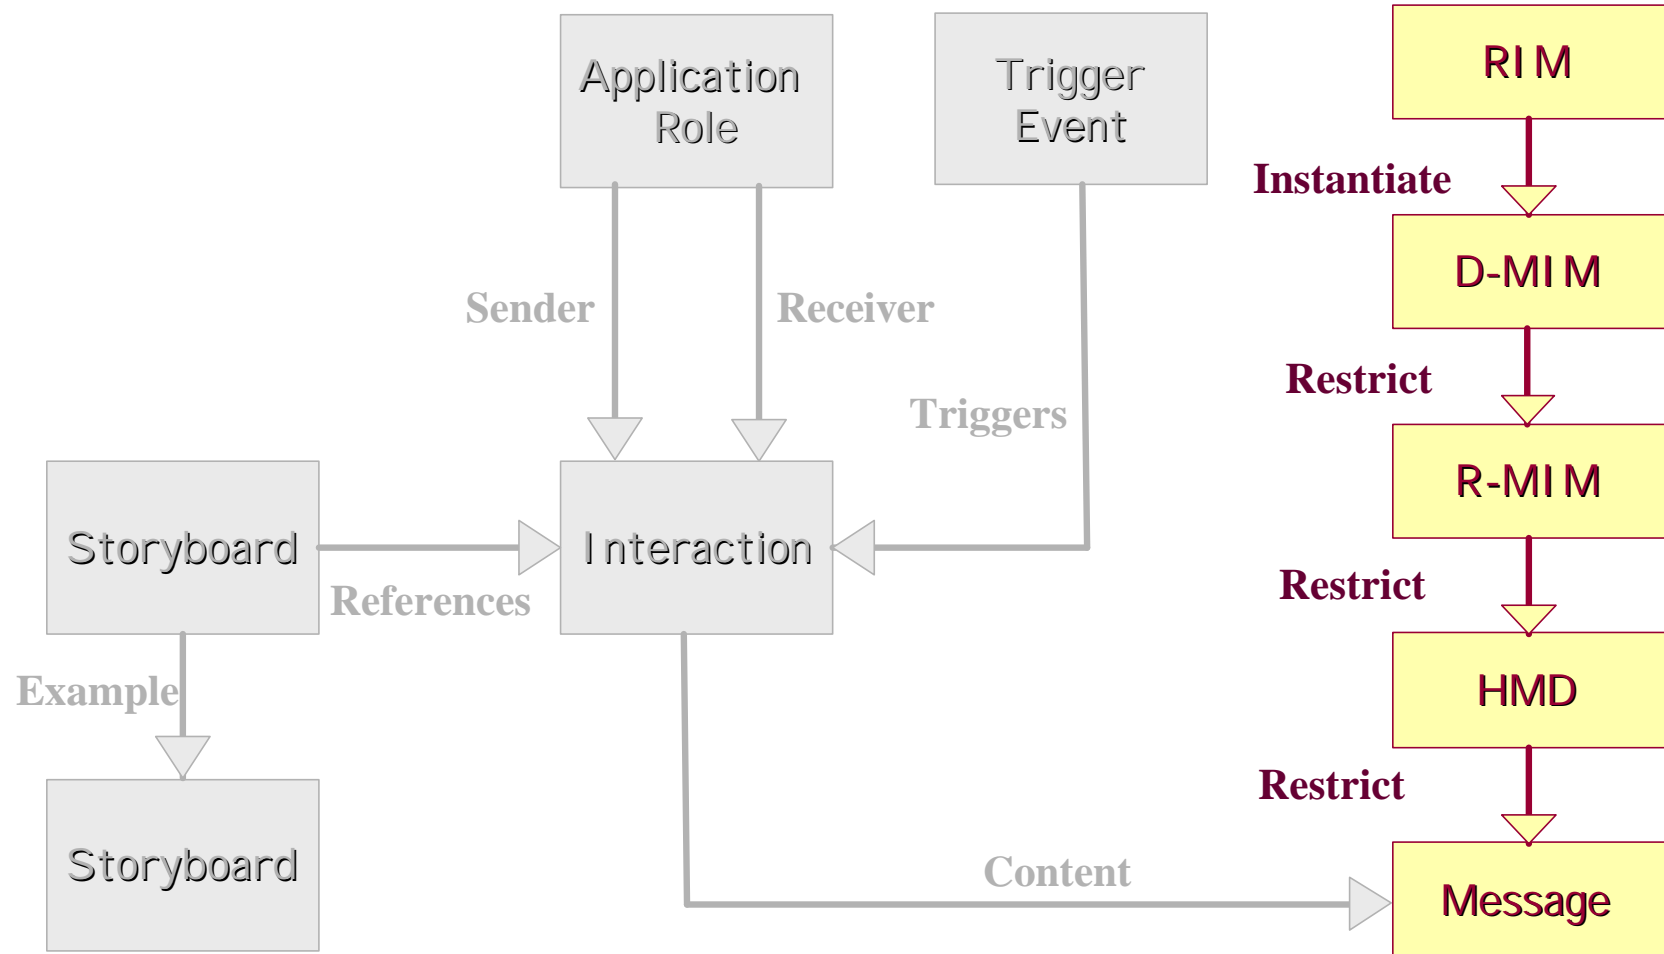 Application
Role
Trigger
Event
RIM
Instantiate
D-MIM
Sender
Receiver
Restrict
Triggers
R-MIM
Storyboard
Interaction
References
Restrict
Example
HMD
Restrict
Storyboard
Content
Message